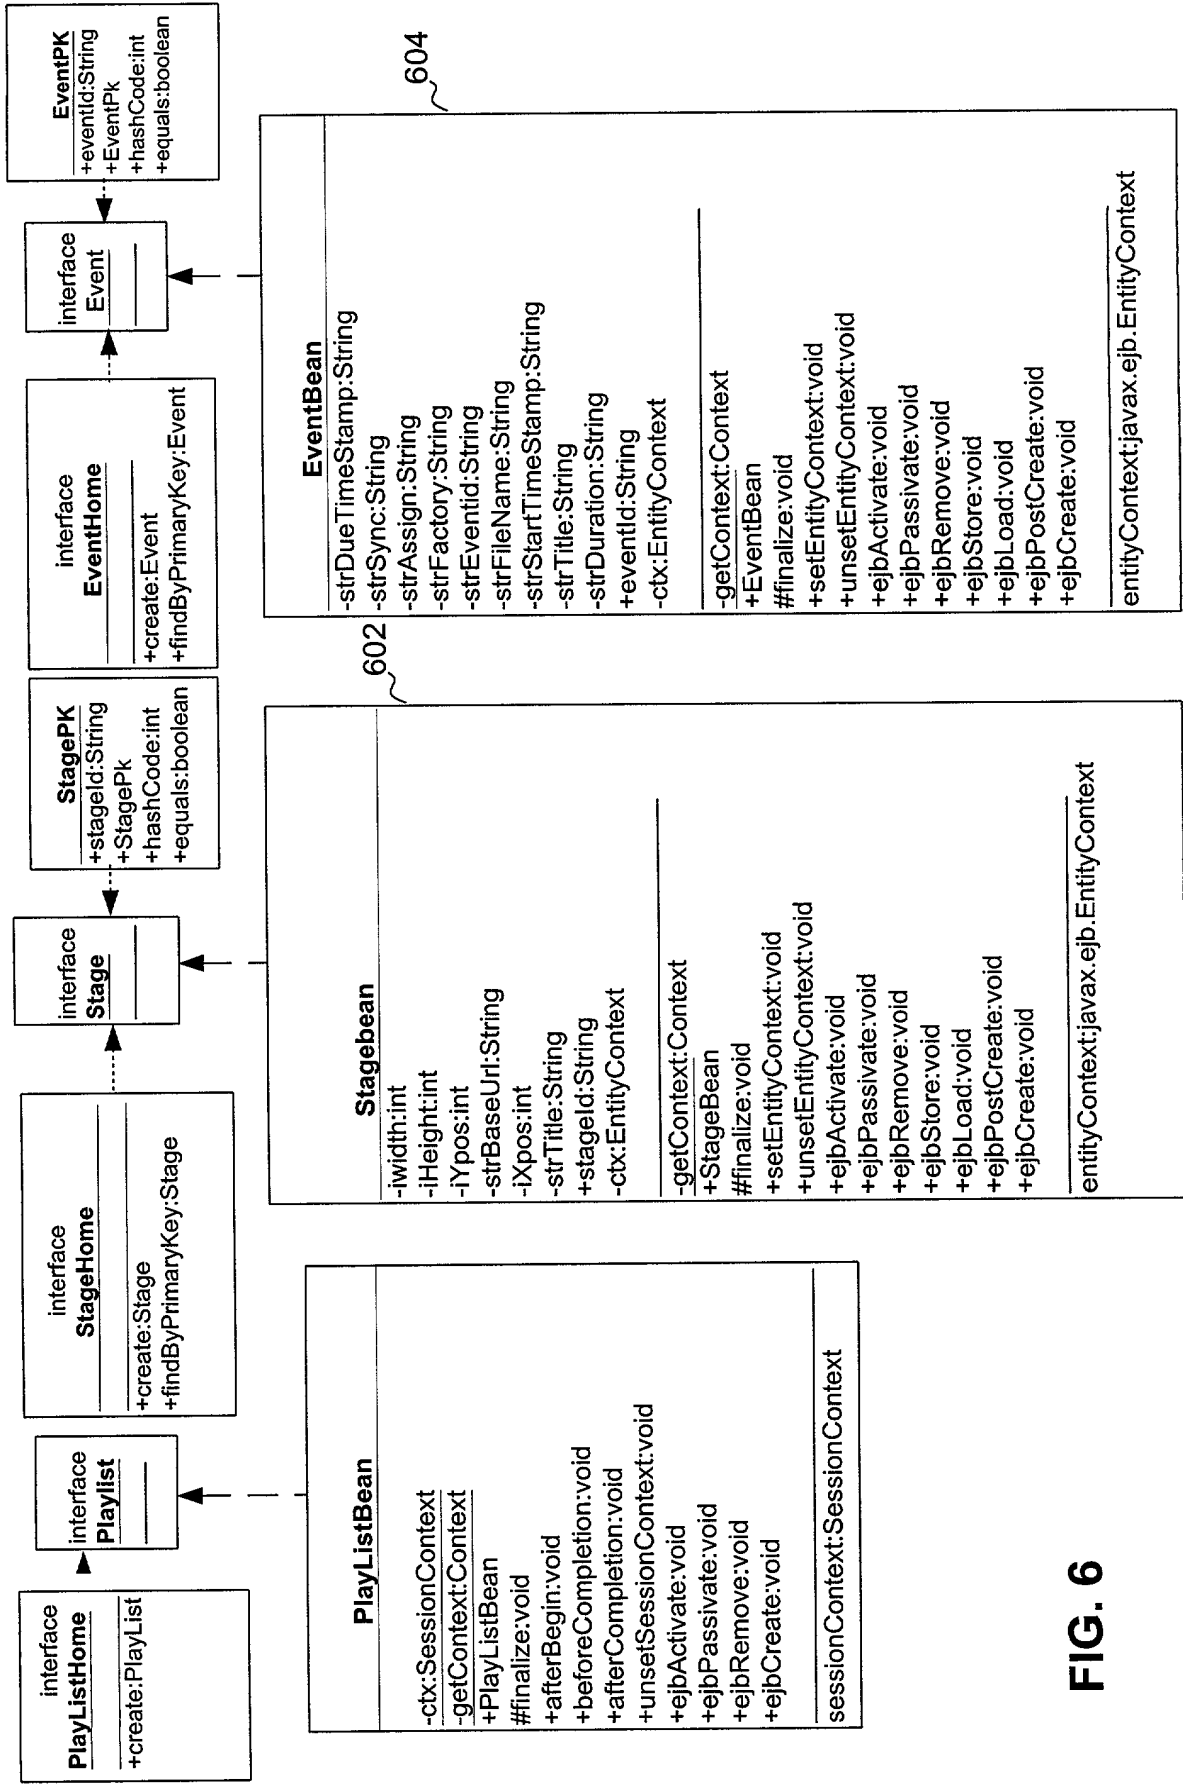 interface
PlayListHome
+create:PlayList
interface
Playlist
interface
StageHome
+create:Stage
+findByPrimaryKey:Stage
interface
Stage
StagePK
+stageId:String
+StagePk
+hashCode:int
+equals:boolean
interface
EventHome
+create:Event
+findByPrimaryKey:Event
interface
Event
EventPK
+eventId:String
+EventPk
+hashCode:int
+equals:boolean
PlayListBean
-ctx:SessionContext
-getContext:Context
+PlayListBean
#finalize:void
+afterBegin:void
+beforeCompletion:void
+afterCompletion:void
+unsetSessionContext:void
+ejbActivate:void
+ejbPassivate:void
+ejbRemove:void
+ejbCreate:void
sessionContext:SessionContext
602
Stagebean
-iwidth:int
-iHeight:int
-iYpos:int
-strBaseUrl:String
-iXpos:int
-strTitle:String
+stageId:String
-ctx:EntityContext
-getContext:Context
+StageBean
#finalize:void
+setEntityContext:void
+unsetEntityContext:void
+ejbActivate:void
+ejbPassivate:void
+ejbRemove:void
+ejbStore:void
+ejbLoad:void
+ejbPostCreate:void
+ejbCreate:void
entityContext:javax.ejb.EntityContext
604
EventBean
-strDueTimeStamp:String
-strSync:String
-strAssign:String
-strFactory:String
-strEventid:String
-strFileName:String
-strStartTimeStamp:String
-strTitle:String
-strDuration:String
+eventId:String
-ctx:EntityContext
-getContext:Context
+EventBean
#finalize:void
+setEntityContext:void
+unsetEntityContext:void
+ejbActivate:void
+ejbPassivate:void
+ejbRemove:void
+ejbStore:void
+ejbLoad:void
+ejbPostCreate:void
+ejbCreate:void
entityContext:javax.ejb.EntityContext
FIG. 6